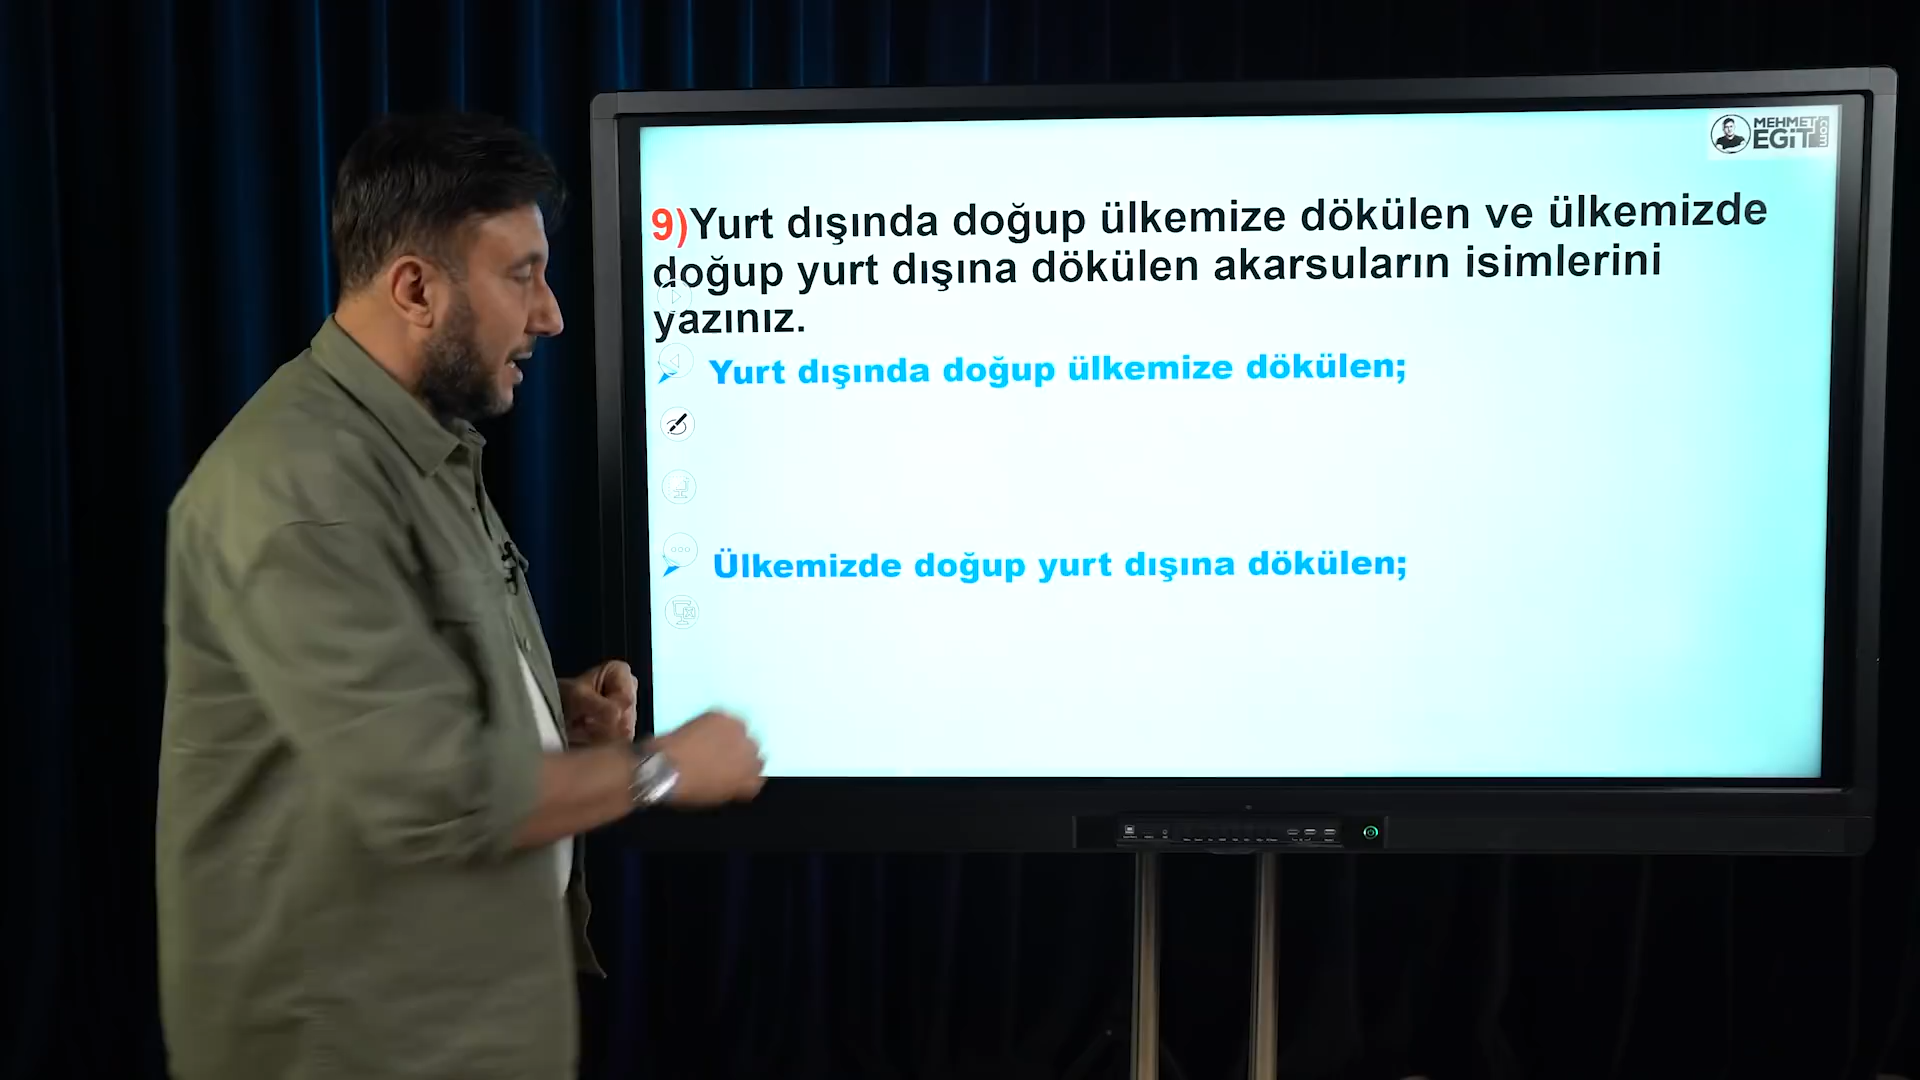 MEHMET
EGİT
.com
9)Yurt dışında doğup ülkemize dökülen ve ülkemizde
doğup yurt dışına dökülen akarsuların isimlerini
yazınız.
Yurt dışında doğup ülkemize dökülen;
Ülkemizde doğup yurt dışına dökülen;